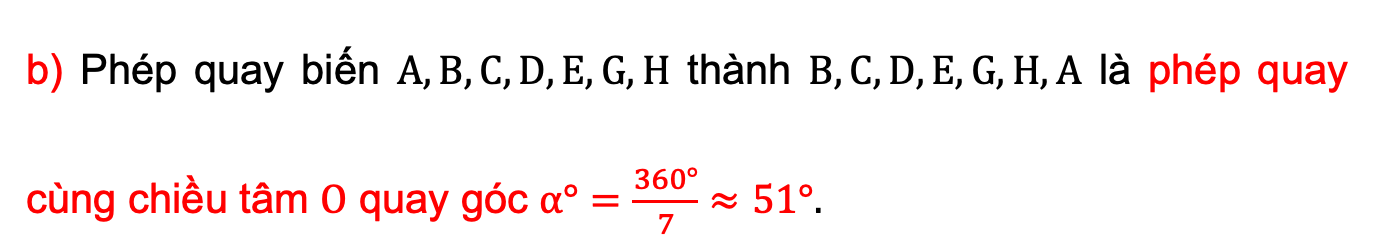 b) Phép quay biến A, B, C, D, E, G, H thành B, C, D, E, G, H, A là phép quay
cùng chiều tâm O quay góc α° = 360°/7 ≈ 51°.